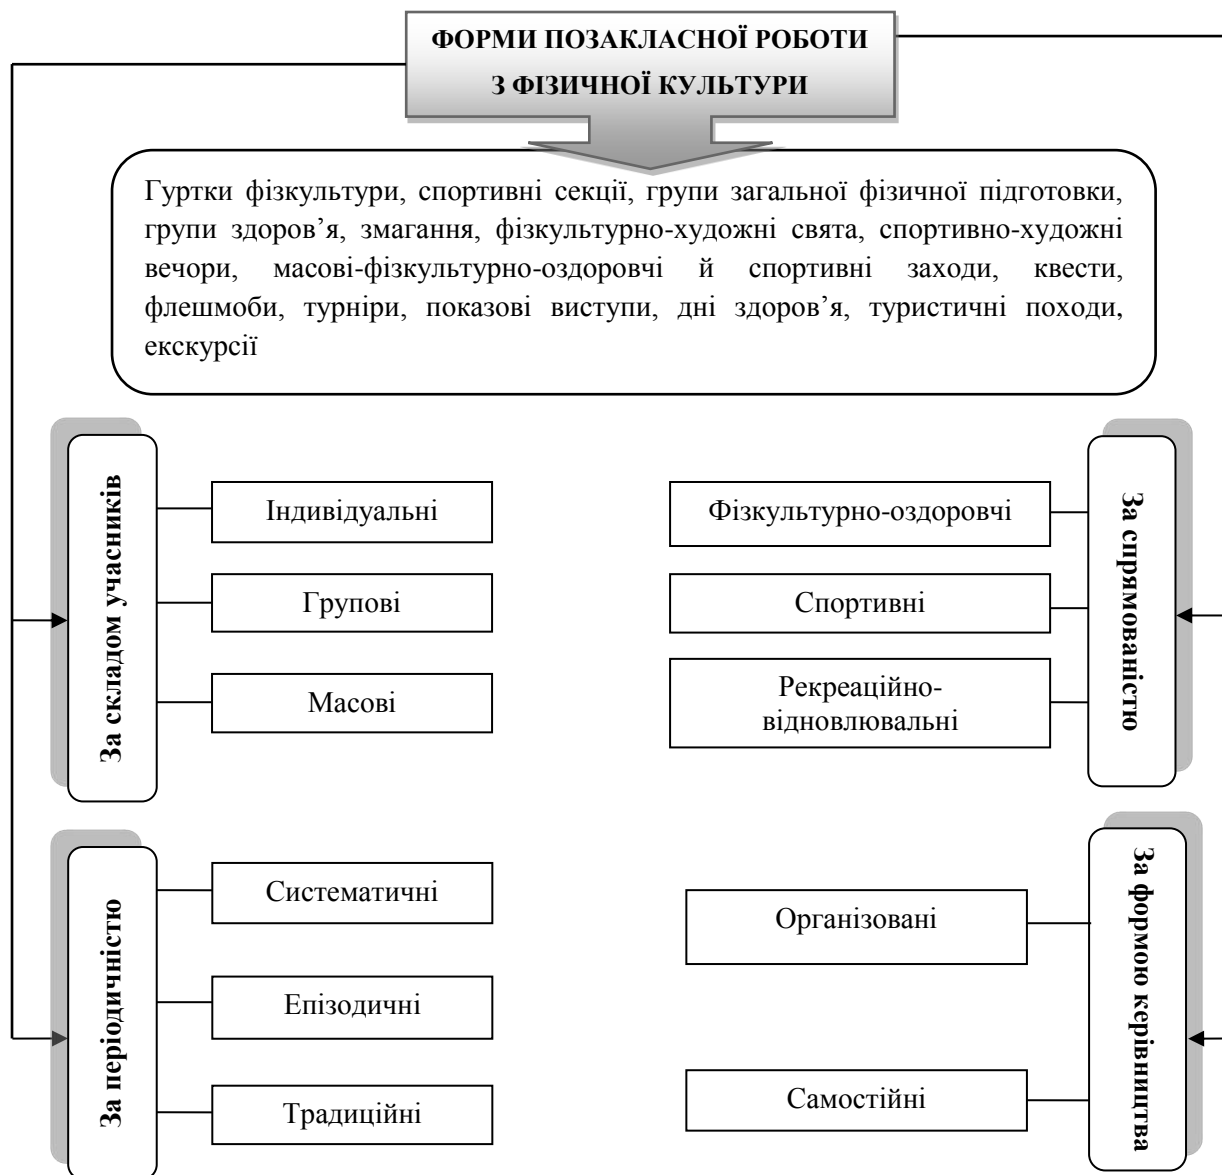 ФОРМИ ПОЗАКЛАСНОЇ РОБОТИ
З ФІЗИЧНОЇ КУЛЬТУРИ
Гуртки фізкультури, спортивні секції, групи загальної фізичної підготовки,
групи здоров’я, змагання, фізкультурно-художні свята, спортивно-художні
вечори, масові-фізкультурно-оздоровчі й спортивні заходи, квести,
флешмоби, турніри, показові виступи, дні здоров’я, туристичні походи,
екскурсії
За складом учасників
Індивідуальні
Групові
Масові
Фізкультурно-оздоровчі
Спортивні
Рекреаційно-
відновлювальні
За спрямованістю
За періодичністю
Систематичні
Епізодичні
Традиційні
Організовані
Самостійні
За формою керівництва